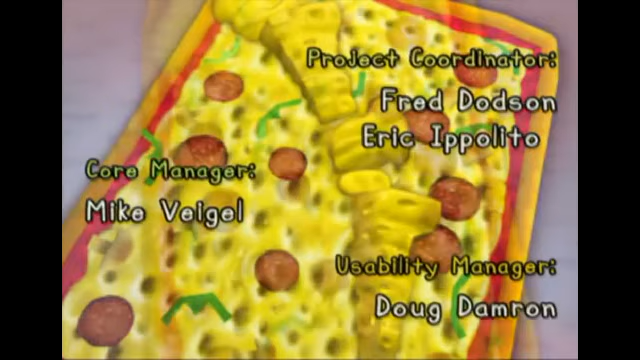 Project Coordinator:
Fred Dodson
Eric Ippolito
Core Manager:
Mike Veigel
Usability Manager:
Doug Damron